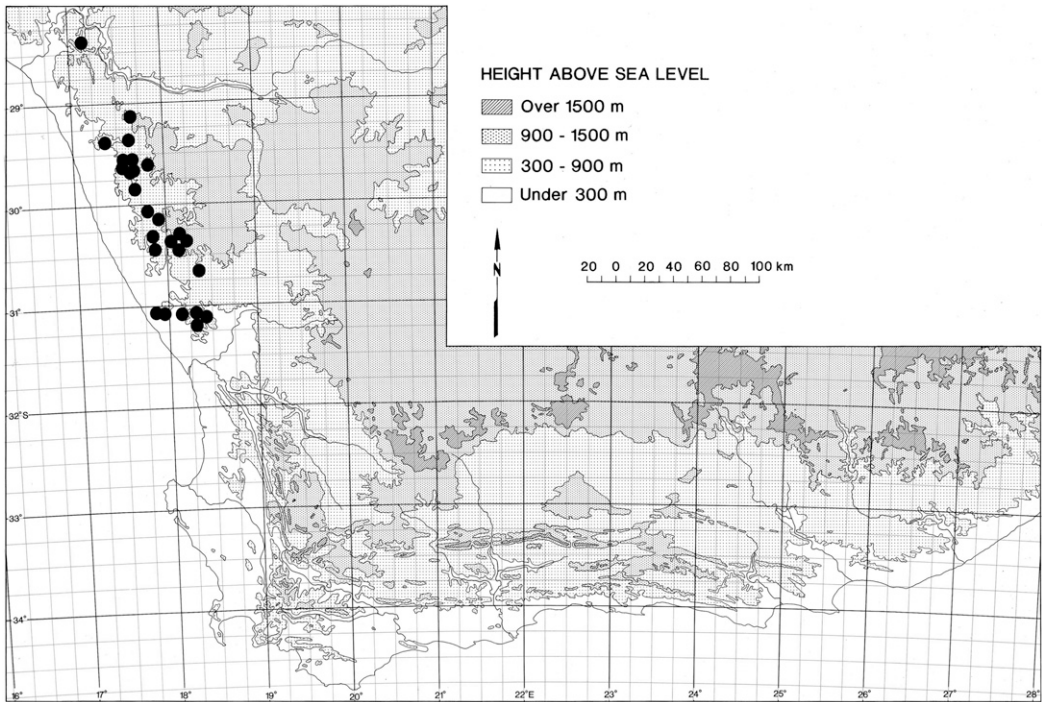 HEIGHT ABOVE SEA LEVEL
Over 1500 m
900 - 1500 m
300 - 900 m
Under 300 m
N
20 0 20 40 60 80 100 km
29°
30°
31°
32°S
33°
34°
16° 17° 18° 19° 20° 21° 22°E 23° 24° 25° 26° 27° 28°